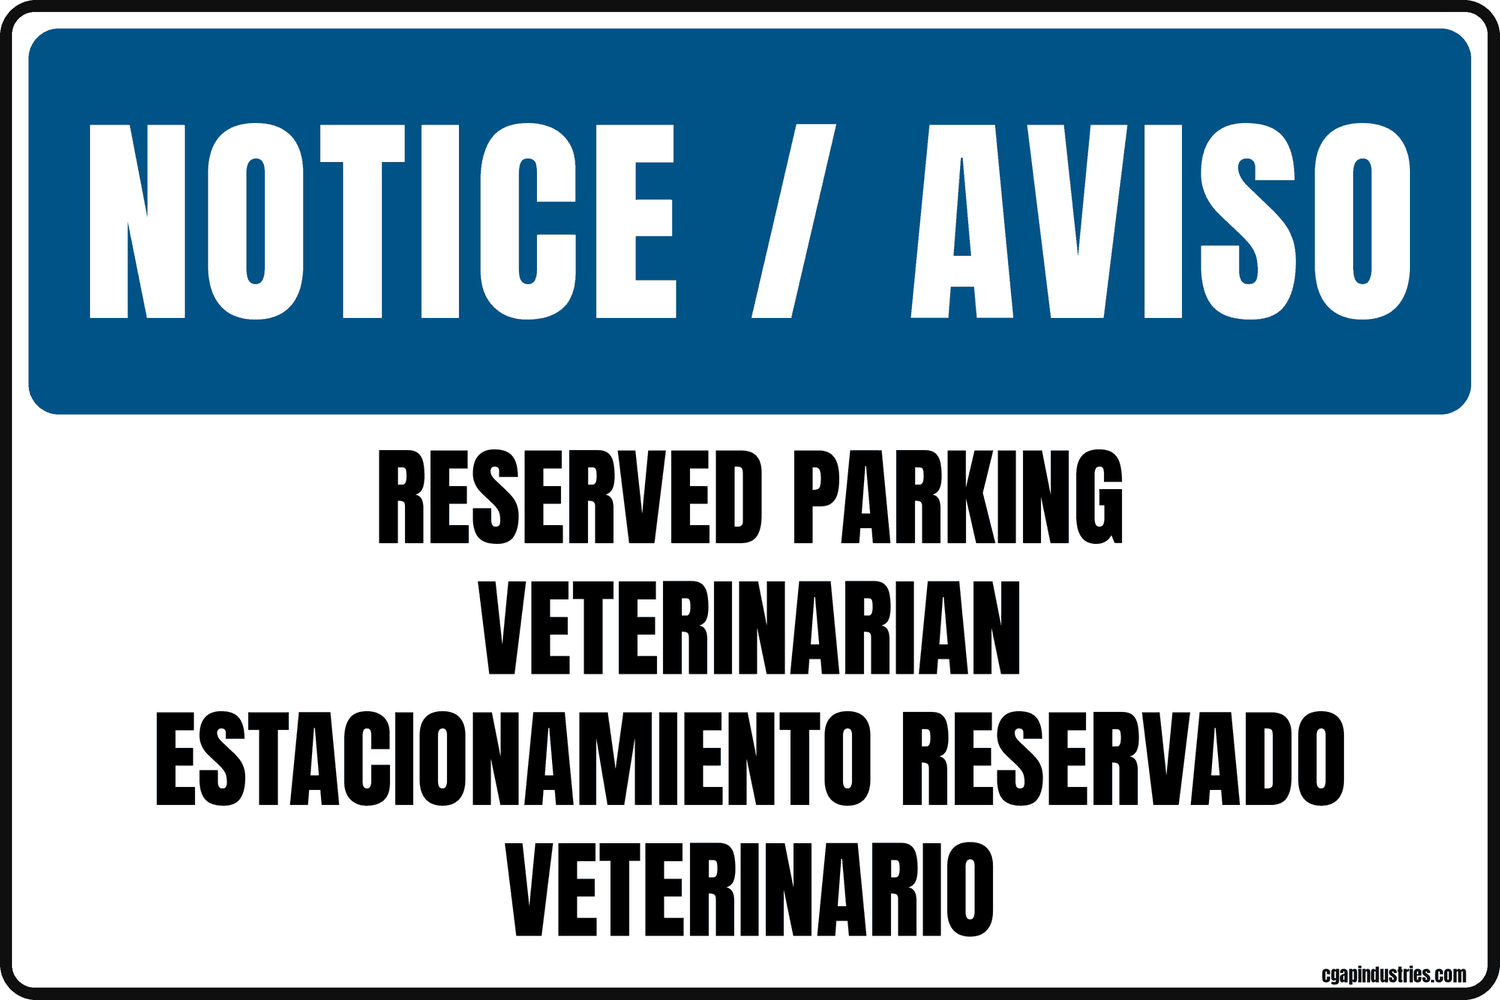 NOTICE / AVISO
RESERVED PARKING
VETERINARIAN
ESTACIONAMIENTO RESERVADO
VETERINARIO
cgapindustries.com